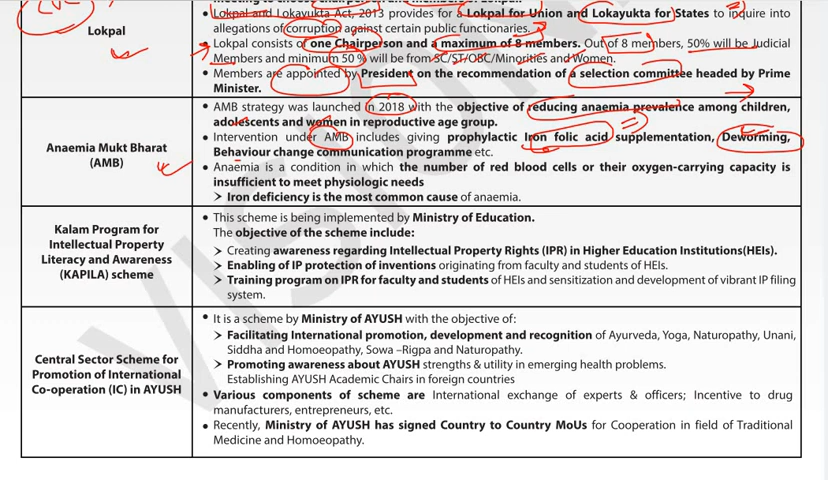 Lokpal
• Lokpal and Lokayukta Act, 2013 provides for a Lokpal for Union and Lokayukta for States to inquire into
allegations of corruption against certain public functionaries.
• Lokpal consists of one Chairperson and a maximum of 8 members. Out of 8 members, 50% will be Judicial
Members and minimum 50 % will be from SC/ST/OBC/Minorities and Women.
• Members are appointed by President on the recommendation of a selection committee headed by Prime
Minister.
Anaemia Mukt Bharat
(AMB)
• AMB strategy was launched in 2018 with the objective of reducing anaemia prevalence among children,
adolescents and women in reproductive age group.
• Intervention under AMB includes giving prophylactic Iron folic acid supplementation, Deworming,
Behaviour change communication programme etc.
• Anaemia is a condition in which the number of red blood cells or their oxygen-carrying capacity is
insufficient to meet physiologic needs
➢ Iron deficiency is the most common cause of anaemia.
Kalam Program for
Intellectual Property
Literacy and Awareness
(KAPILA) scheme
• This scheme is being implemented by Ministry of Education.
The objective of the scheme include:
➢ Creating awareness regarding Intellectual Property Rights (IPR) in Higher Education Institutions(HEIs).
➢ Enabling of IP protection of inventions originating from faculty and students of HEIs.
➢ Training program on IPR for faculty and students of HEIs and sensitization and development of vibrant IP filing
system.
Central Sector Scheme for
Promotion of International
Co-operation (IC) in AYUSH
• It is a scheme by Ministry of AYUSH with the objective of:
➢ Facilitating International promotion, development and recognition of Ayurveda, Yoga, Naturopathy, Unani,
Siddha and Homoeopathy, Sowa –Rigpa and Naturopathy.
➢ Promoting awareness about AYUSH strengths & utility in emerging health problems.
Establishing AYUSH Academic Chairs in foreign countries
• Various components of scheme are International exchange of experts & officers; Incentive to drug
manufacturers, entrepreneurs, etc.
• Recently, Ministry of AYUSH has signed Country to Country MoUs for Cooperation in field of Traditional
Medicine and Homoeopathy.